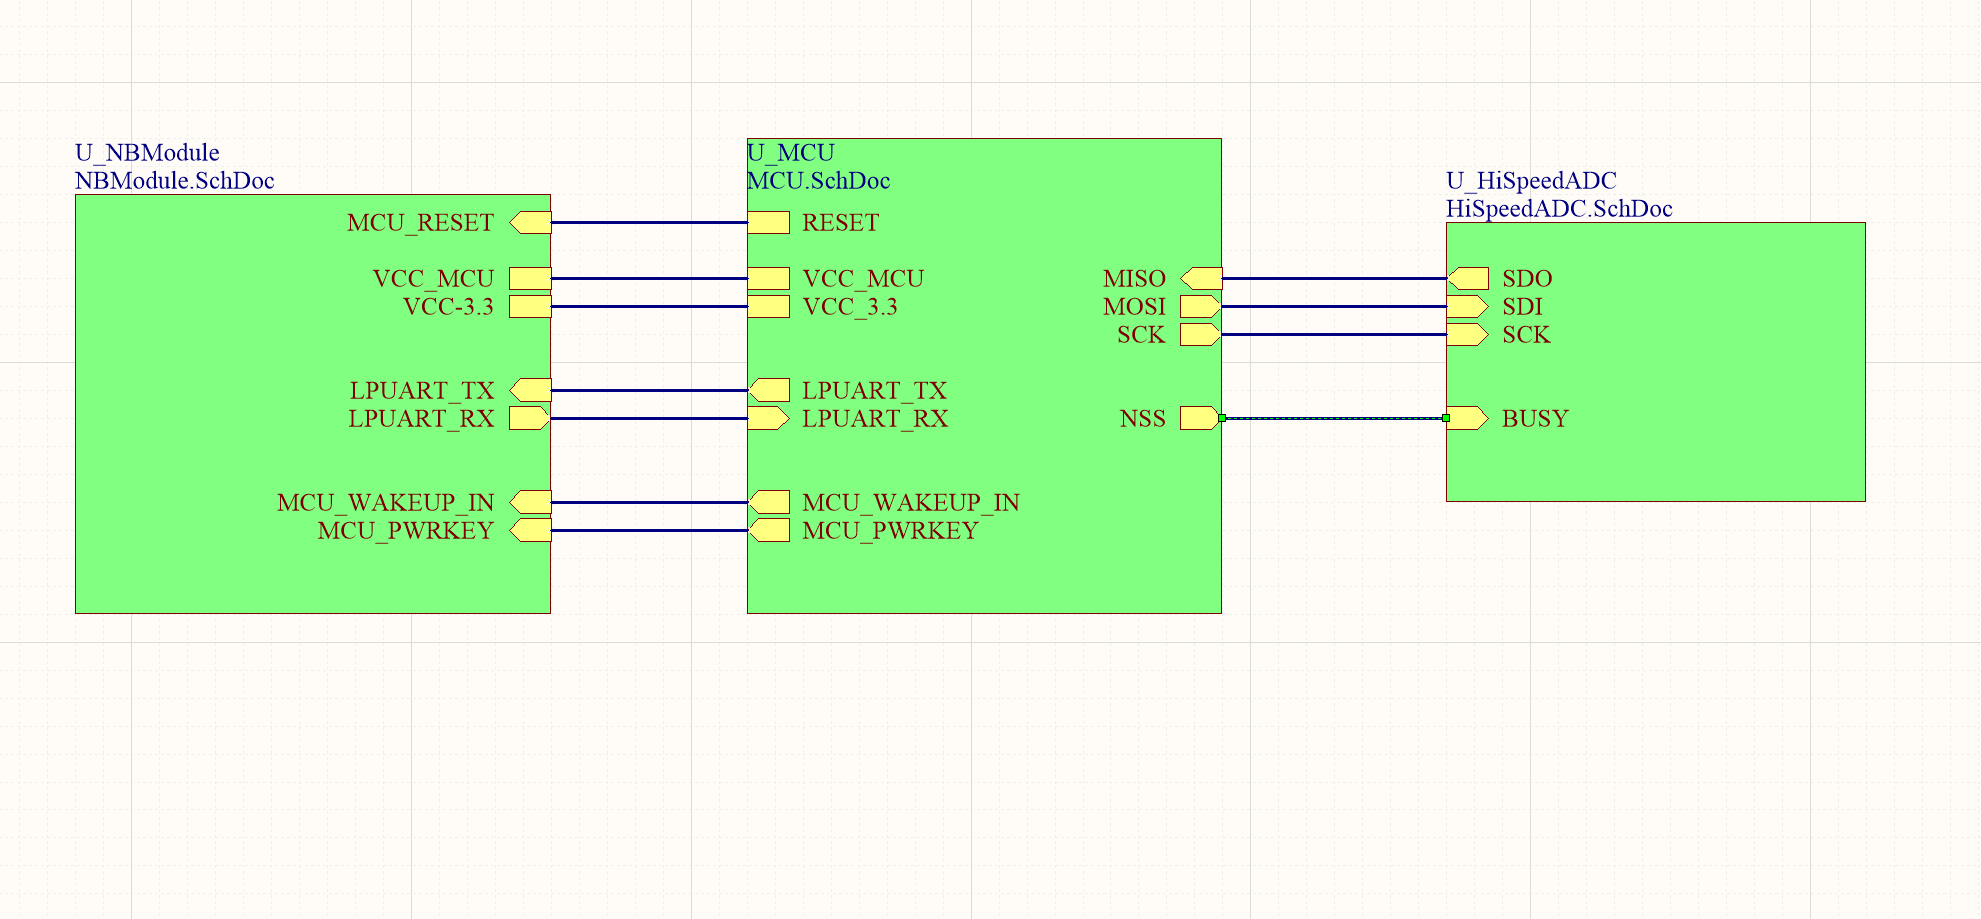 U_NBModule
NBModule.SchDoc
MCU_RESET
VCC_MCU
VCC-3.3
LPUART_TX
LPUART_RX
MCU_WAKEUP_IN
MCU_PWRKEY
U_MCU
MCU.SchDoc
RESET
VCC_MCU
VCC_3.3
LPUART_TX
LPUART_RX
MCU_WAKEUP_IN
MCU_PWRKEY
MISO
MOSI
SCK
NSS
U_HiSpeedADC
HiSpeedADC.SchDoc
SDO
SDI
SCK
BUSY